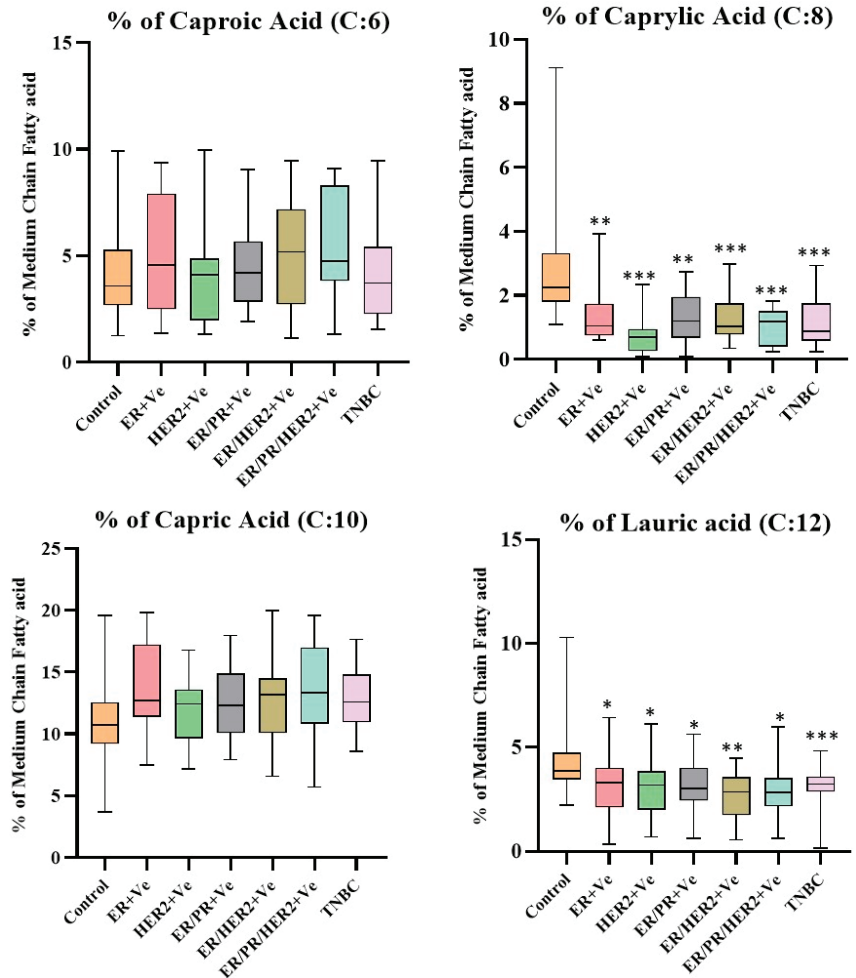 % of Caproic Acid (C:6)
% of Medium Chain Fatty acid
15
10
5
0
Control
ER+Ve
HER2+Ve
ER/PR+Ve
ER/HER2+Ve
ER/PR/HER2+Ve
TNBC
% of Caprylic Acid (C:8)
% of Medium Chain Fatty acid
10
8
6
4
2
0
**
***
**
***
***
***
Control
ER+Ve
HER2+Ve
ER/PR+Ve
ER/HER2+Ve
ER/PR/HER2+Ve
TNBC
% of Capric Acid (C:10)
% of Medium Chain Fatty acid
25
20
15
10
5
0
Control
ER+Ve
HER2+Ve
ER/PR+Ve
ER/HER2+Ve
ER/PR/HER2+Ve
TNBC
% of Lauric acid (C:12)
% of Medium Chain Fatty acid
15
10
5
0
*
*
*
**
*
***
Control
ER+Ve
HER2+Ve
ER/PR+Ve
ER/HER2+Ve
ER/PR/HER2+Ve
TNBC